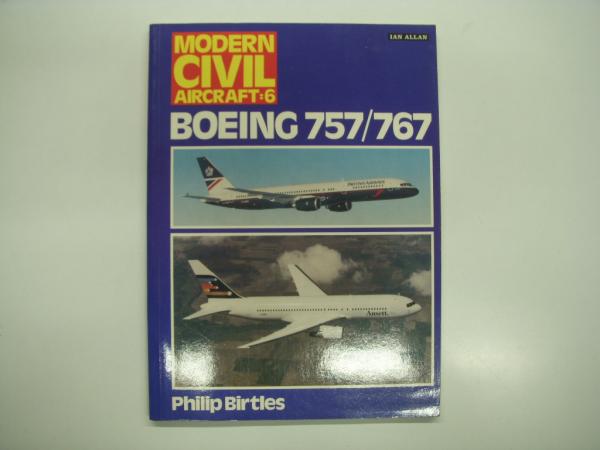 IAN ALLAN
MODERN
CIVIL
AIRCRAFT:6
BOEING 757/767
BRITISH AIRWAYS
Ansett.
Philip Birtles